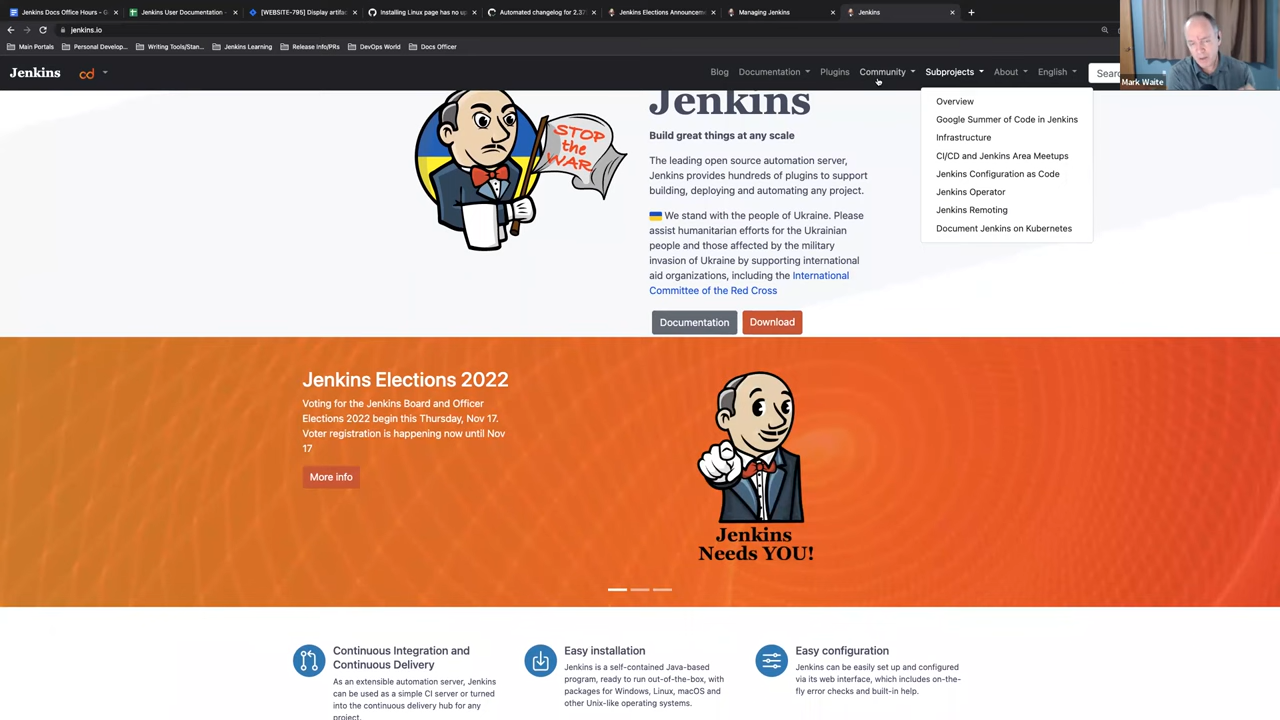 Jenkins Docs Office Hours - G
Jenkins User Documentation -
[WEBSITE-795] Display artifa
Installing Linux page has no up
Automated changelog for 2.37
Jenkins Elections Announcem
Managing Jenkins
Jenkins
jenkins.io
Main Portals
Personal Develop...
Writing Tools/Stan...
Jenkins Learning
Release Info/PRs
DevOps World
Docs Officer
Jenkins
cd
Blog
Documentation
Plugins
Community
Subprojects
About
English
Sear
Mark Waite
Overview
Google Summer of Code in Jenkins
Infrastructure
CI/CD and Jenkins Area Meetups
Jenkins Configuration as Code
Jenkins Operator
Jenkins Remoting
Document Jenkins on Kubernetes
STOP
the
WAR
Jenkins
Build great things at any scale
The leading open source automation server,
Jenkins provides hundreds of plugins to support
building, deploying and automating any project.
We stand with the people of Ukraine. Please
assist humanitarian efforts for the Ukrainian
people and those affected by the military
invasion of Ukraine by supporting international
aid organizations, including the International
Committee of the Red Cross
Documentation
Download
Jenkins Elections 2022
Voting for the Jenkins Board and Officer
Elections 2022 begin this Thursday, Nov 17.
Voter registration is happening now until Nov
17
More info
Jenkins
Needs YOU!
Continuous Integration and
Continuous Delivery
As an extensible automation server, Jenkins
can be used as a simple CI server or turned
into the continuous delivery hub for any
project.
Easy installation
Jenkins is a self-contained Java-based
program, ready to run out-of-the-box, with
packages for Windows, Linux, macOS and
other Unix-like operating systems.
Easy configuration
Jenkins can be easily set up and configured
via its web interface, which includes on-the-
fly error checks and built-in help.